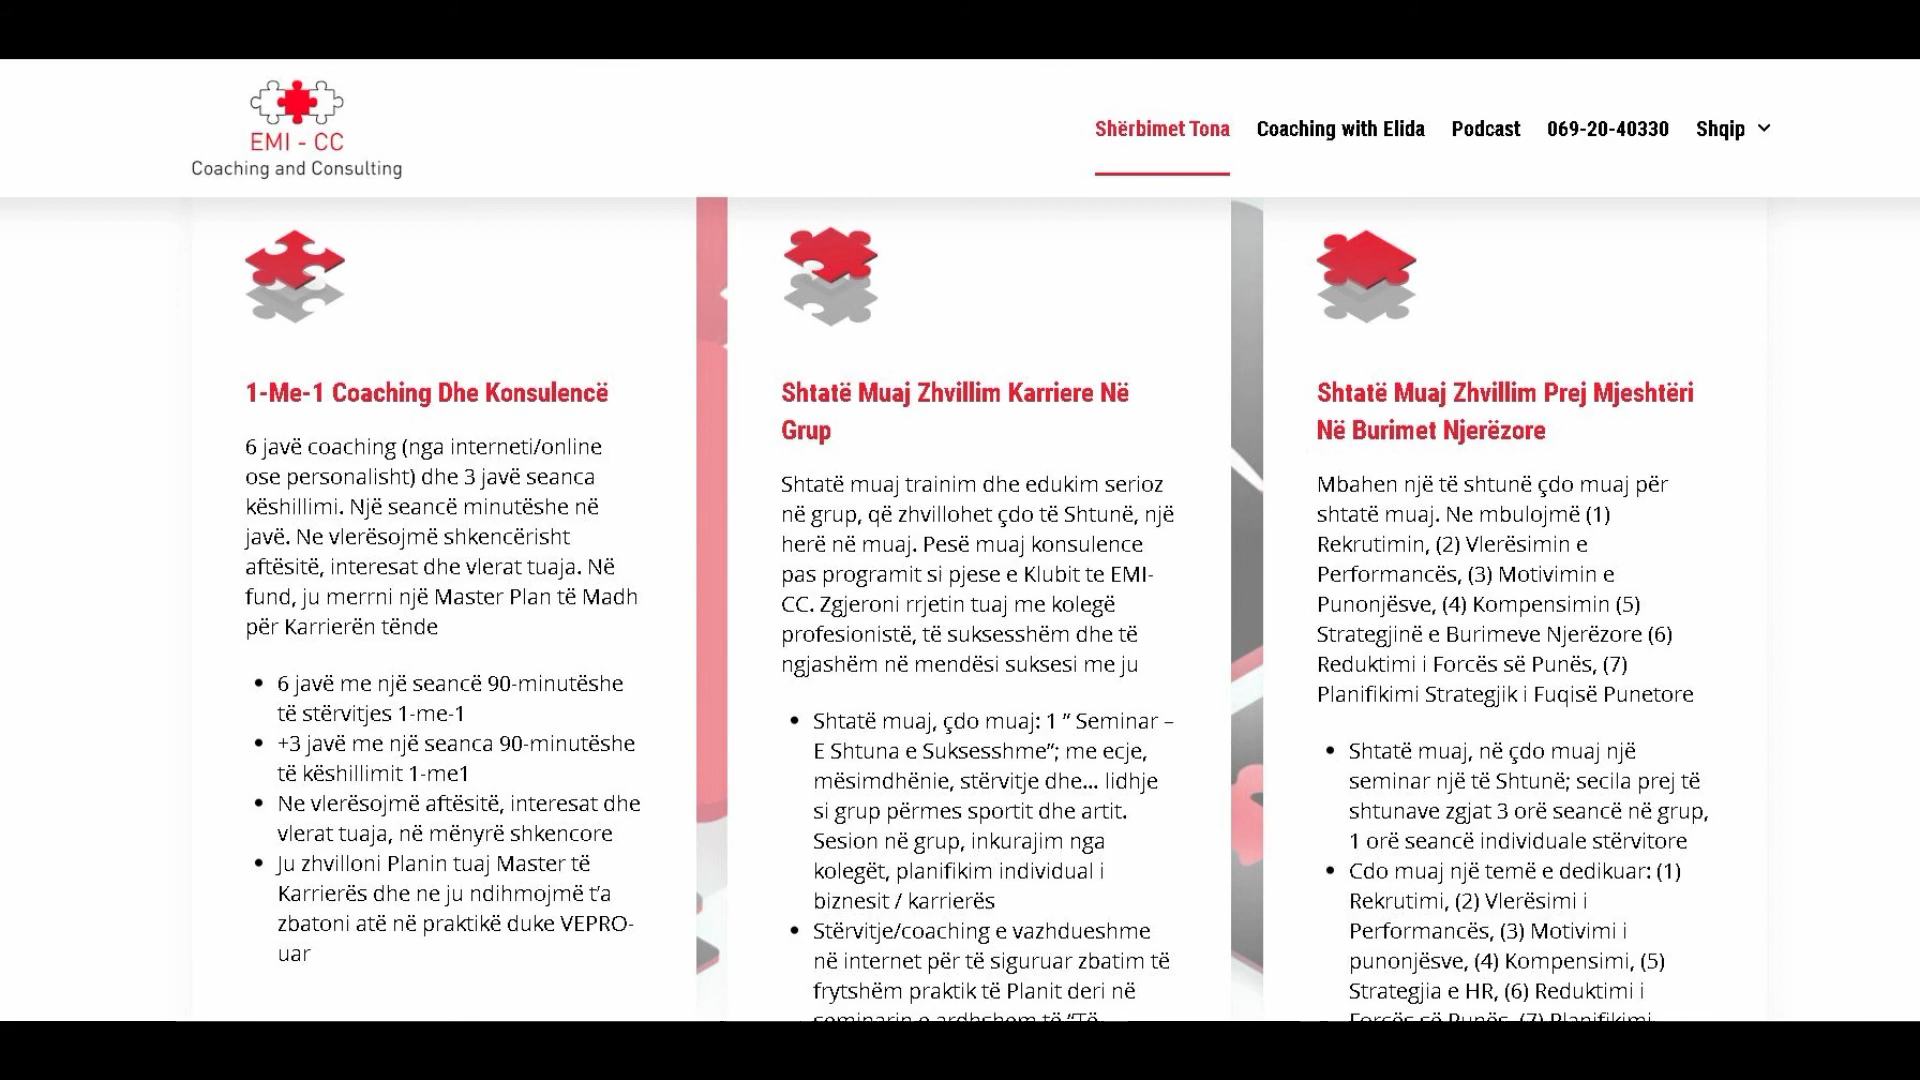 EMI - CC
Coaching and Consulting
Shërbimet Tona
Coaching with Elida
Podcast
069-20-40330
Shqip
1-Me-1 Coaching Dhe Konsulencë
6 javë coaching (nga interneti/online
ose personalisht) dhe 3 javë seanca
këshillimi. Një seancë minutëshe në
javë. Ne vlerësojmë shkencërisht
aftësitë, interesat dhe vlerat tuaja. Në
fund, ju merrni një Master Plan të Madh
për Karrierën tënde
6 javë me një seancë 90-minutëshe
të stërvitjes 1-me-1
+3 javë me një seanca 90-minutëshe
të këshillimit 1-me1
Ne vlerësojmë aftësitë, interesat dhe
vlerat tuaja, në mënyrë shkencore
Ju zhvilloni Planin tuaj Master të
Karrierës dhe ne ju ndihmojmë t’a
zbatoni atë në praktikë duke VEPRO-
uar
Shtatë Muaj Zhvillim Karriere Në
Grup
Shtatë muaj trainim dhe edukim serioz
në grup, që zhvillohet çdo të Shtunë, një
herë në muaj. Pesë muaj konsulence
pas programit si pjese e Klubit te EMI-
CC. Zgjeroni rrjetin tuaj me kolegë
profesionistë, të suksesshëm dhe të
ngjashëm në mendësi suksesi me ju
Shtatë muaj, çdo muaj: 1 ” Seminar –
E Shtuna e Suksesshme”; me ecje,
mësimdhënie, stërvitje dhe... lidhje
si grup përmes sportit dhe artit.
Sesion në grup, inkurajim nga
kolegët, planifikim individual i
biznesit / karrierës
Stërvitje/coaching e vazhdueshme
në internet për të siguruar zbatim të
frytshëm praktik të Planit deri në
seminarin e ardhshem të “Të
Shtatë Muaj Zhvillim Prej Mjeshtëri
Në Burimet Njerëzore
Mbahen një të shtunë çdo muaj për
shtatë muaj. Ne mbulojmë (1)
Rekrutimin, (2) Vlerësimin e
Performancës, (3) Motivimin e
Punonjësve, (4) Kompensimin (5)
Strategjinë e Burimeve Njerëzore (6)
Reduktimi i Forcës së Punës, (7)
Planifikimi Strategjik i Fuqisë Punetore
Shtatë muaj, në çdo muaj një
seminar një të Shtunë; secila prej të
shtunave zgjat 3 orë seancë në grup,
1 orë seancë individuale stërvitore
Cdo muaj një temë e dedikuar: (1)
Rekrutimi, (2) Vlerësimi i
Performancës, (3) Motivimi i
punonjësve, (4) Kompensimi, (5)
Strategjia e HR, (6) Reduktimi i
Forcës së Punës, (7) Planifikimi